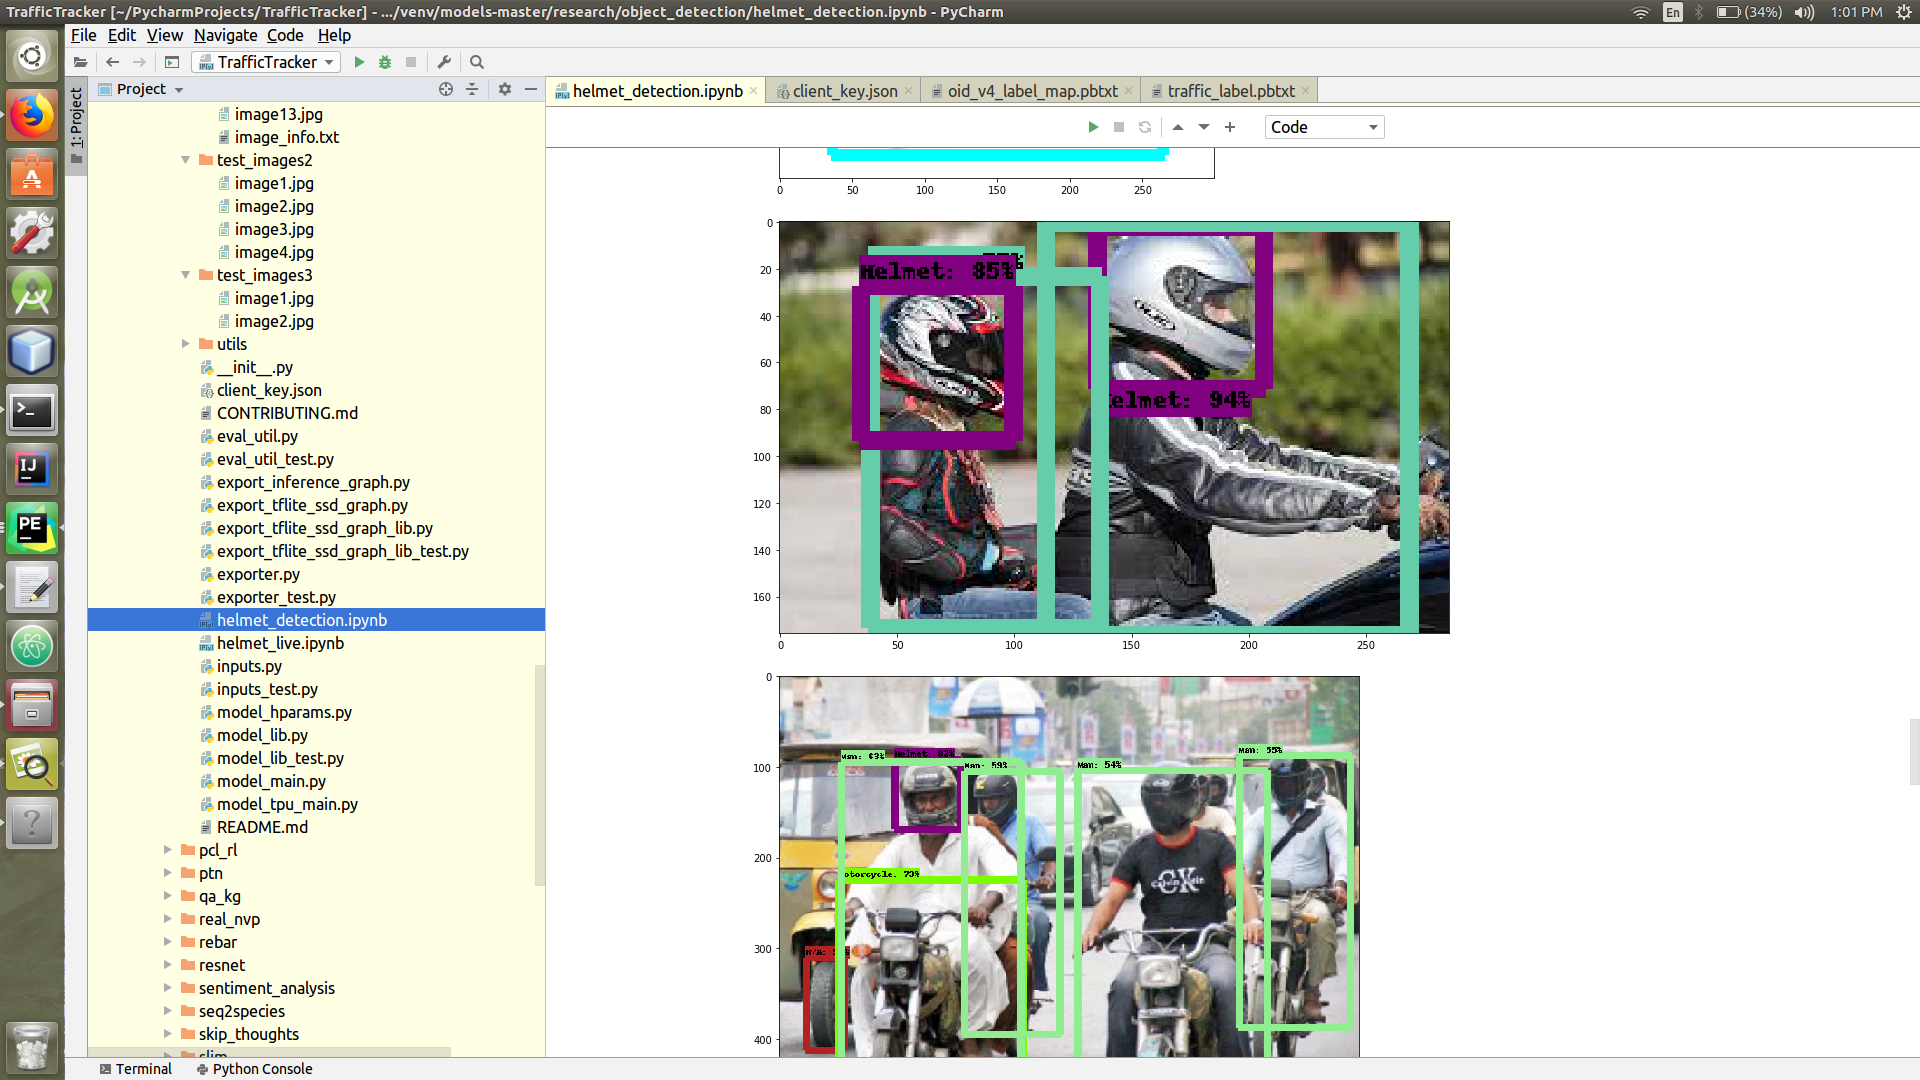 TrafficTracker [~/PycharmProjects/TrafficTracker] - .../venv/models-master/research/object_detection/helmet_detection.ipynb - PyCharm
En
(34%)
1:01 PM
File Edit View Navigate Code Help
TrafficTracker
1: Project
Project
helmet_detection.ipynb
client_key.json
oid_v4_label_map.pbtxt
traffic_label.pbtxt
Code
image13.jpg
image_info.txt
test_images2
image1.jpg
image2.jpg
image3.jpg
image4.jpg
test_images3
image1.jpg
image2.jpg
utils
__init__.py
client_key.json
CONTRIBUTING.md
eval_util.py
eval_util_test.py
export_inference_graph.py
export_tflite_ssd_graph.py
export_tflite_ssd_graph_lib.py
export_tflite_ssd_graph_lib_test.py
exporter.py
exporter_test.py
helmet_detection.ipynb
helmet_live.ipynb
inputs.py
inputs_test.py
model_hparams.py
model_lib.py
model_lib_test.py
model_main.py
model_tpu_main.py
README.md
pcl_rl
ptn
qa_kg
real_nvp
rebar
resnet
sentiment_analysis
seq2species
skip_thoughts
slim
0 50 100 150 200 250
0
20
40
60
80
100
120
140
160
0 50 100 150 200 250
Helmet: 85%
Helmet: 94%
0
100
200
300
400
Man: 63%
Helmet: 82%
Man: 59%
Man: 54%
Man: 55%
CK
Calvin Klein
PE
IJ
Terminal
Python Console